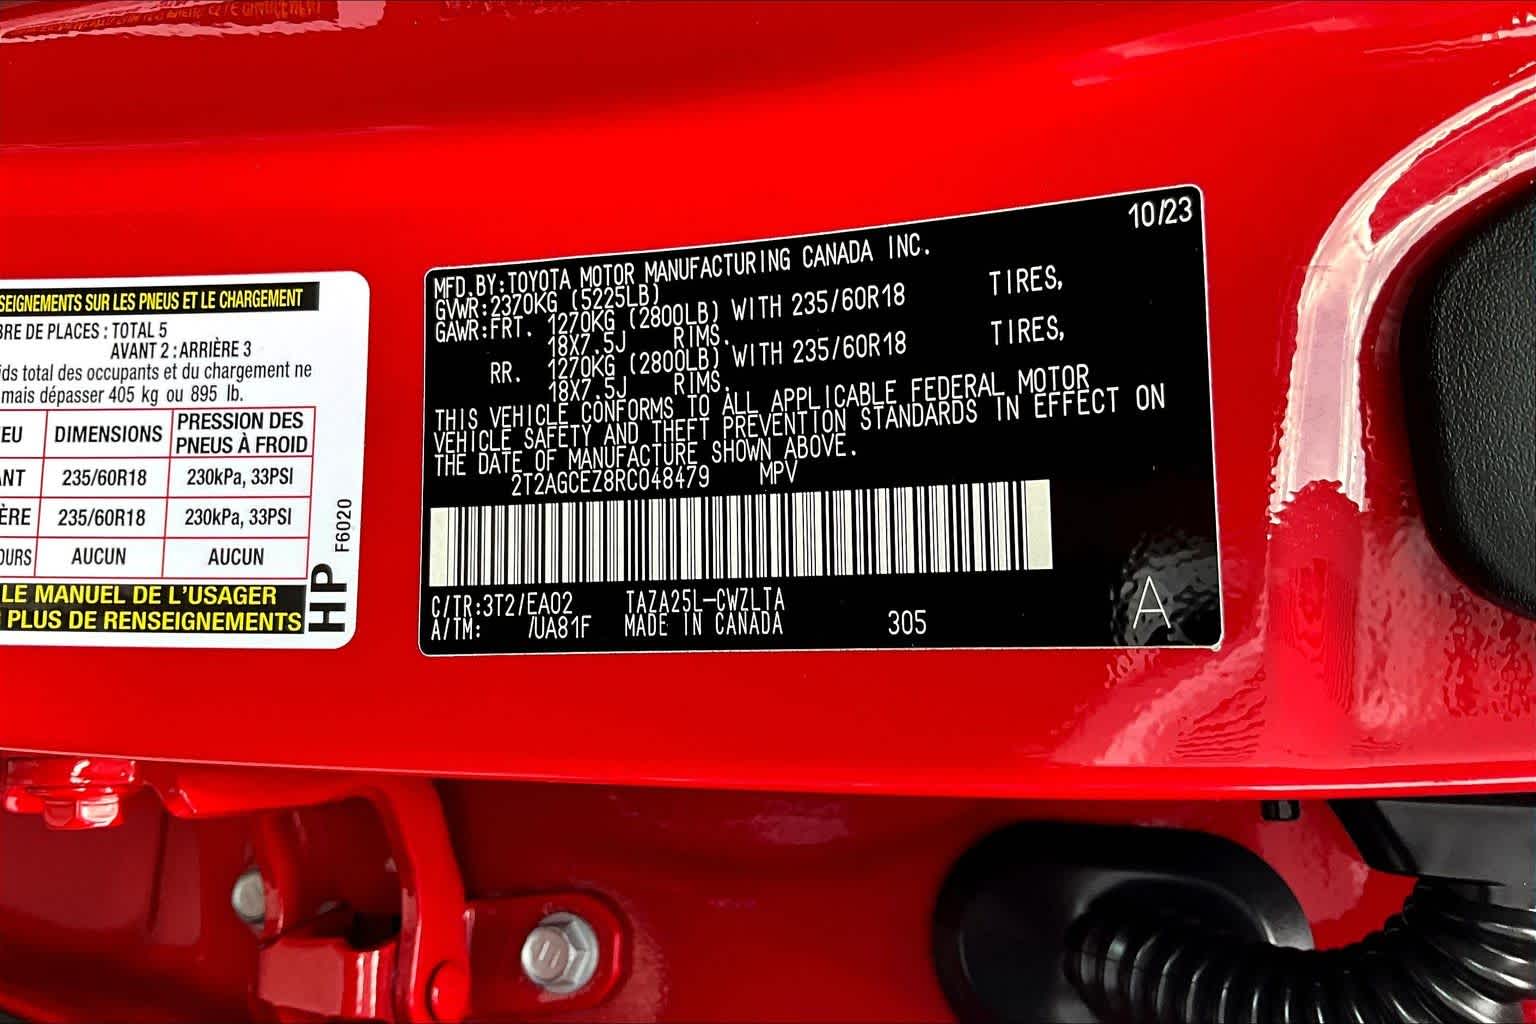 SEIGNEMENTS SUR LES PNEUS ET LE CHARGEMENT
BRE DE PLACES : TOTAL 5
AVANT 2 : ARRIÈRE 3
ids total des occupants et du chargement ne
mais dépasser 405 kg ou 895 lb.
EU DIMENSIONS PRESSION DES PNEUS À FROID
ANT 235/60R18 230kPa, 33PSI
ÈRE 235/60R18 230kPa, 33PSI
OURS AUCUN AUCUN
LE MANUEL DE L'USAGER
PLUS DE RENSEIGNEMENTS
HP F6020
10/23
MFD.BY:TOYOTA MOTOR MANUFACTURING CANADA INC.
GVWR:2370KG (5225LB)
GAWR:FRT. 1270KG (2800LB) WITH 235/60R18 TIRES,
18X7.5J RIMS.
RR. 1270KG (2800LB) WITH 235/60R18 TIRES,
18X7.5J RIMS.
THIS VEHICLE CONFORMS TO ALL APPLICABLE FEDERAL MOTOR
VEHICLE SAFETY AND THEFT PREVENTION STANDARDS IN EFFECT ON
THE DATE OF MANUFACTURE SHOWN ABOVE.
2T2AGCEZ8RC048479 MPV
C/TR:3T2/EA02 TAZA25L-CWZLTA
A/TM: /UA81F MADE IN CANADA 305
A